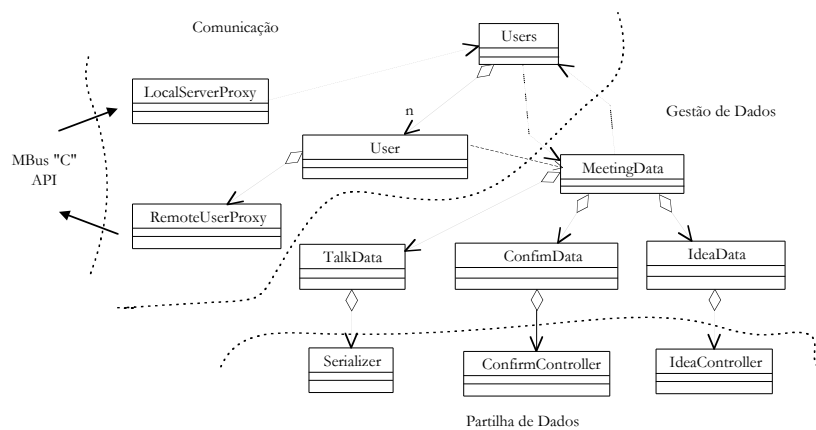 Comunicação
Users
LocalServerProxy
n
Gestão de Dados
User
MBus "C"
API
MeetingData
RemoteUserProxy
TalkData
ConfimData
IdeaData
Serializer
ConfirmController
IdeaController
Partilha de Dados